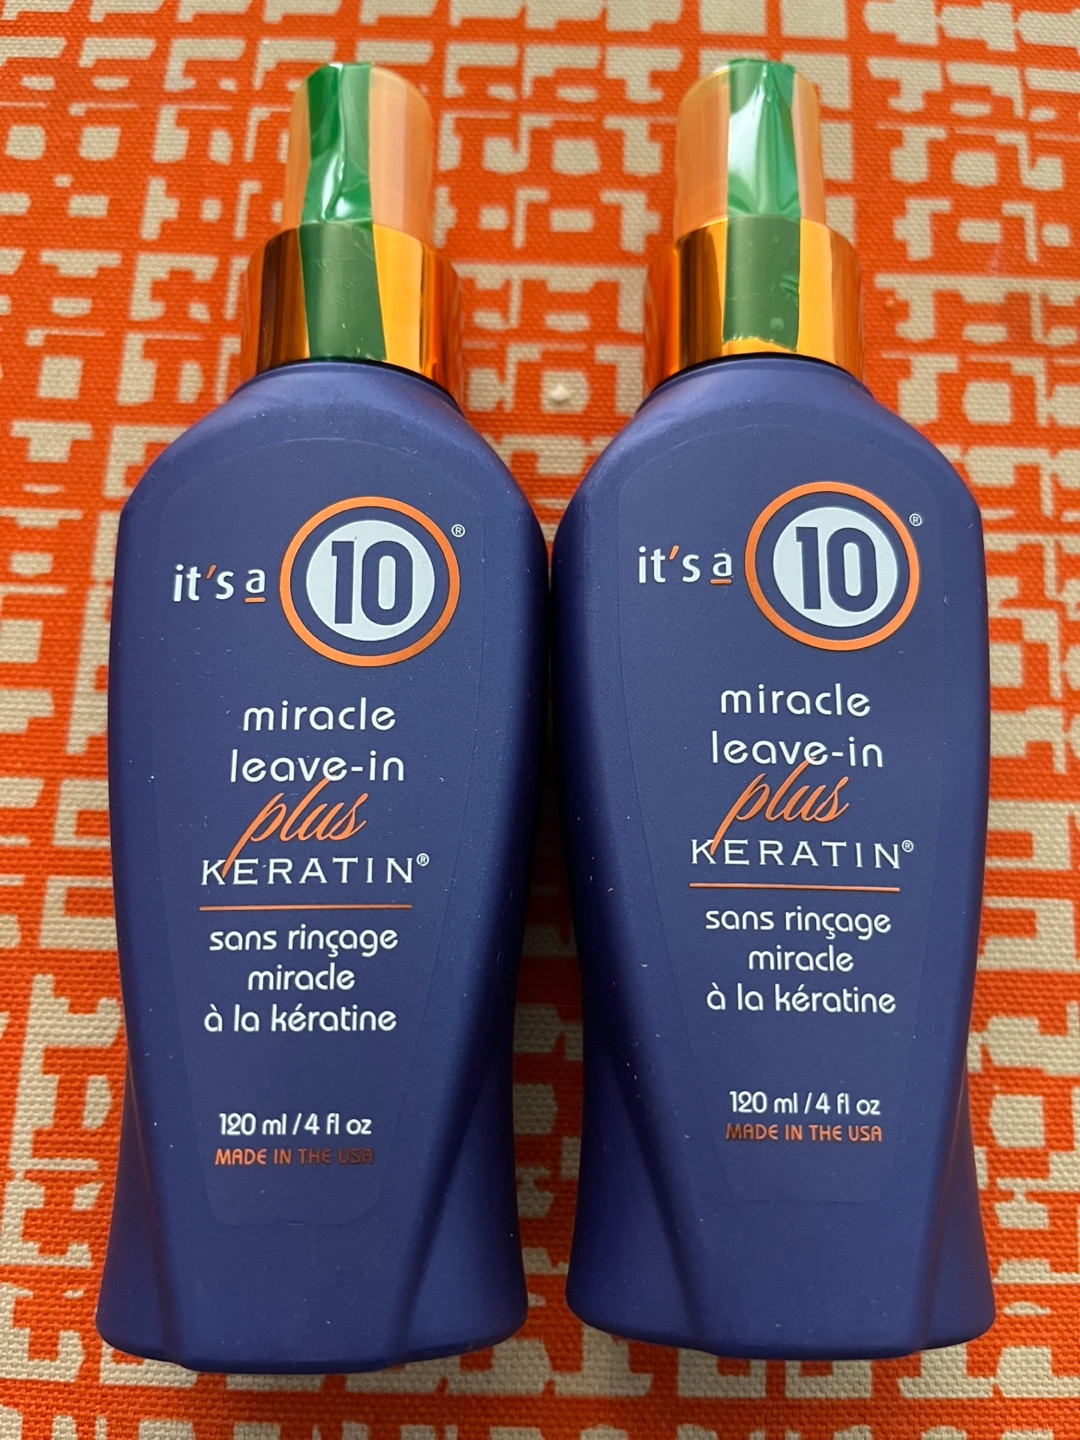 it's a 10®
miracle
leave-in
plus
KERATIN®
sans rinçage
miracle
à la kératine
120 ml / 4 fl oz
MADE IN THE USA
it's a 10®
miracle
leave-in
plus
KERATIN®
sans rinçage
miracle
à la kératine
120 ml / 4 fl oz
MADE IN THE USA